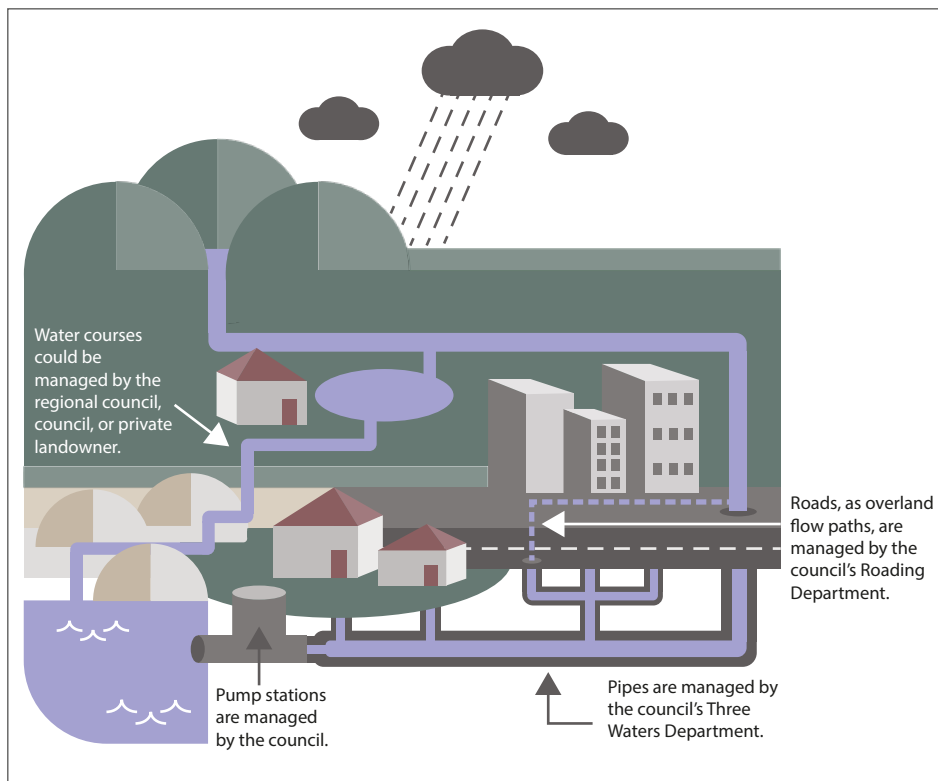 Water courses
could be
managed by the
regional council,
council, or private
landowner.
Roads, as overland
flow paths, are
managed by the
council’s Roading
Department.
Pump stations
are managed
by the council.
Pipes are managed by
the council’s Three
Waters Department.